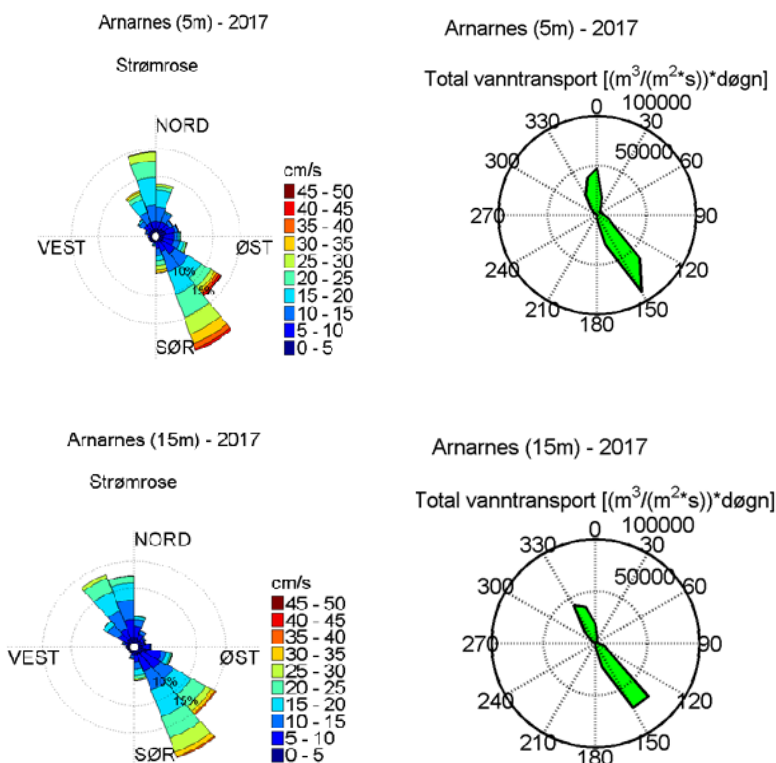 Arnarnes (5m) - 2017
Strømrose
NORD
VEST
ØST
SØR
10%
15%
cm/s
45 - 50
40 - 45
35 - 40
30 - 35
25 - 30
20 - 25
15 - 20
10 - 15
5 - 10
0 - 5
Arnarnes (5m) - 2017
Total vanntransport [(m³/(m²*s))*døgn]
0
100000
330
30
50000
300
60
270
90
240
120
210
150
180
Arnarnes (15m) - 2017
Strømrose
NORD
VEST
ØST
SØR
10%
15%
cm/s
45 - 50
40 - 45
35 - 40
30 - 35
25 - 30
20 - 25
15 - 20
10 - 15
5 - 10
0 - 5
Arnarnes (15m) - 2017
Total vanntransport [(m³/(m²*s))*døgn]
0
100000
330
30
50000
300
60
270
90
240
120
210
150
180